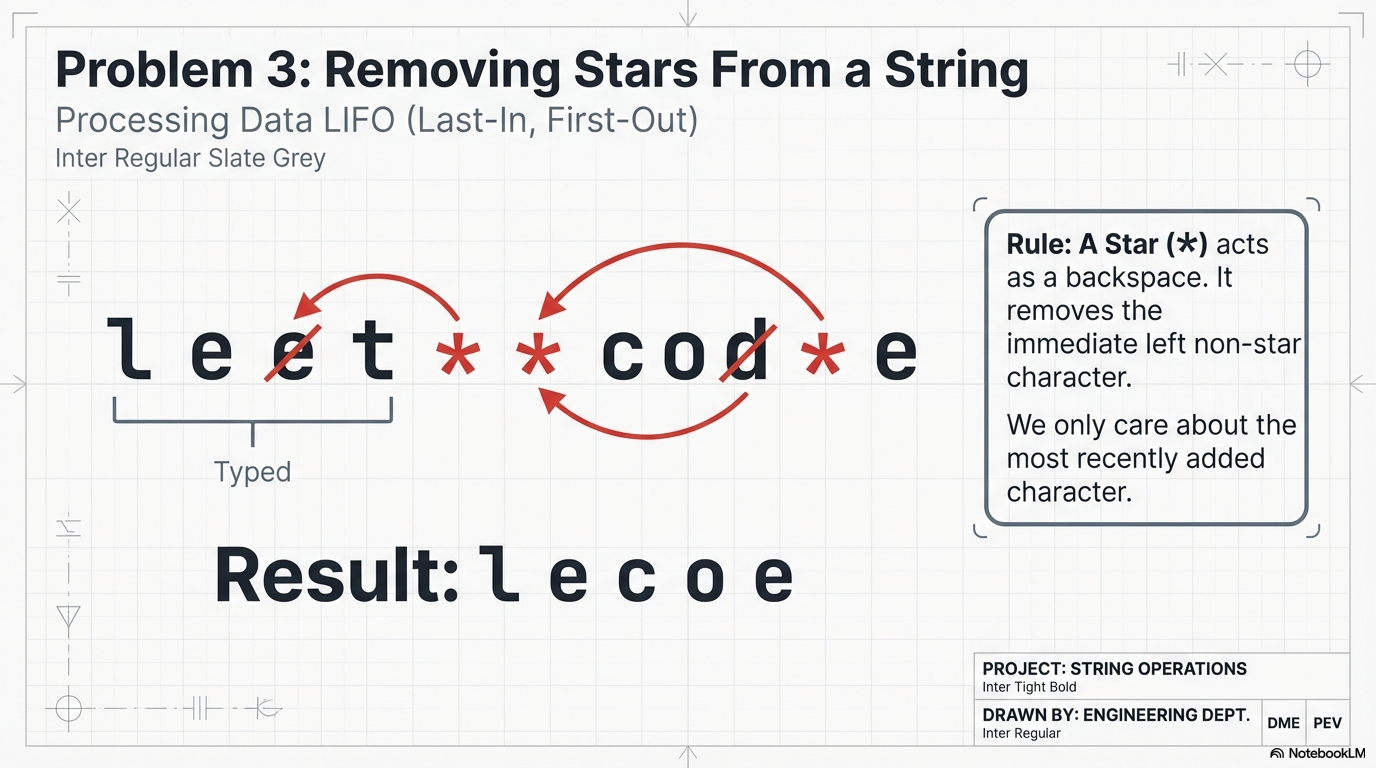 Problem 3: Removing Stars From a String
Processing Data LIFO (Last-In, First-Out)
Inter Regular Slate Grey
l e e t * * c o d * e
Typed
Result: l e c o e
Rule: A Star (*) acts
as a backspace. It
removes the
immediate left non-star
character.
We only care about the
most recently added
character.
PROJECT: STRING OPERATIONS
Inter Tight Bold
DRAWN BY: ENGINEERING DEPT.
Inter Regular
DME
PEV
NotebookLM